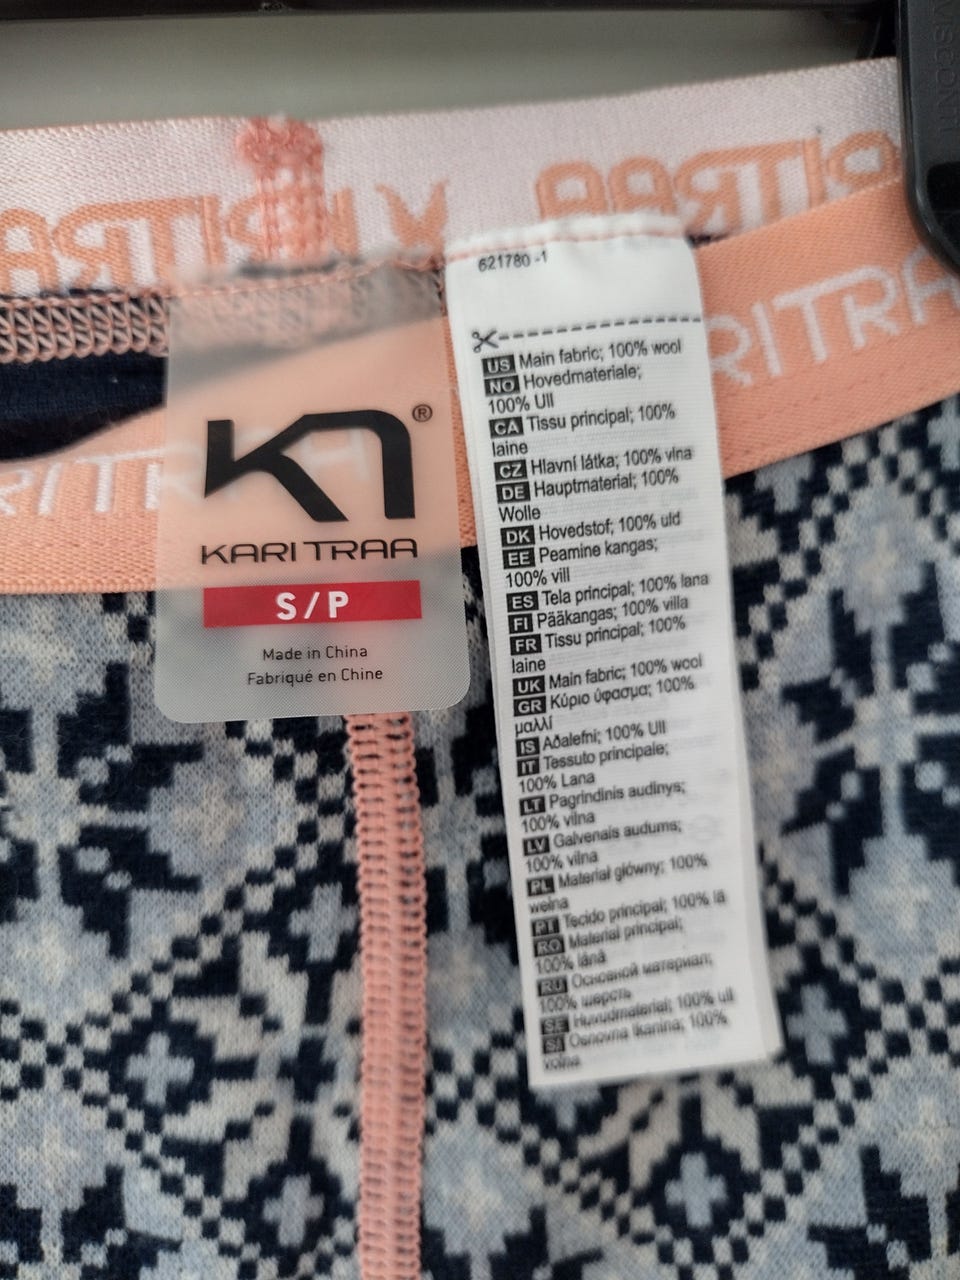 KARI TRAA
KARI TRAA
RITRA
RITRA
621780 -1
US Main fabric; 100% wool
NO Hovedmateriale;
100% Ull
CA Tissu principal; 100%
laine
CZ Hlavní látka; 100% vlna
DE Hauptmaterial; 100%
Wolle
DK Hovedstof; 100% uld
EE Peamine kangas;
100% vill
ES Tela principal; 100% lana
FI Pääkangas; 100% villa
FR Tissu principal; 100%
laine
UK Main fabric; 100% wool
GR Κύριο ύφασμα; 100%
μαλλί
IS Aðalefni; 100% Ull
IT Tessuto principale;
100% Lana
LT Pagrindinis audinys;
100% vilna
LV Galvenais audums;
100% vilna
PL Materiał główny; 100%
wełna
PT Tecido principal; 100% lã
RO Material principal;
100% lână
RU Основной материал;
100% шерсть
SE Huvudmaterial; 100% ull
SI Osnovna tkanina; 100%
volna
®
KARI TRAA
S/P
Made in China
Fabriqué en Chine